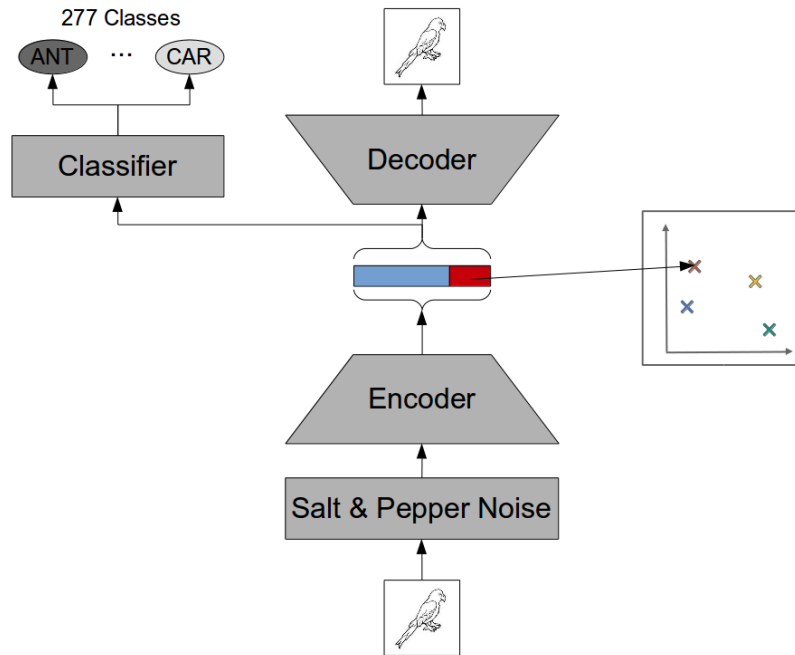 277 Classes
ANT ... CAR
Classifier
Decoder
Encoder
Salt & Pepper Noise